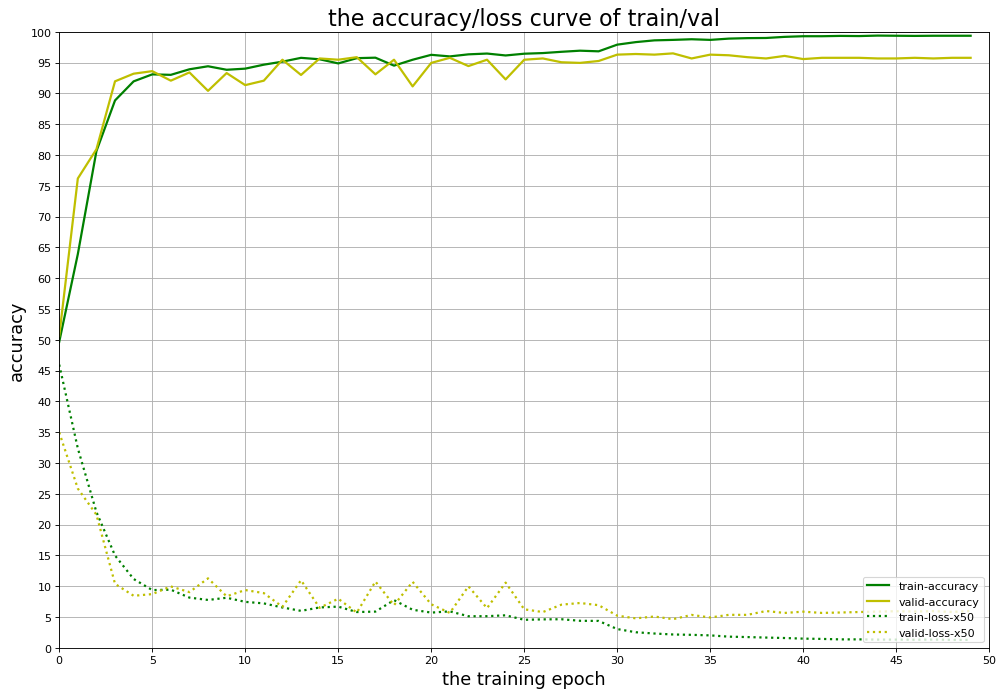 the accuracy/loss curve of train/val
100
95
90
85
80
75
70
65
60
55
50
45
40
35
30
25
20
15
10
5
0
accuracy
train-accuracy
valid-accuracy
train-loss-x50
valid-loss-x50
0 5 10 15 20 25 30 35 40 45 50
the training epoch